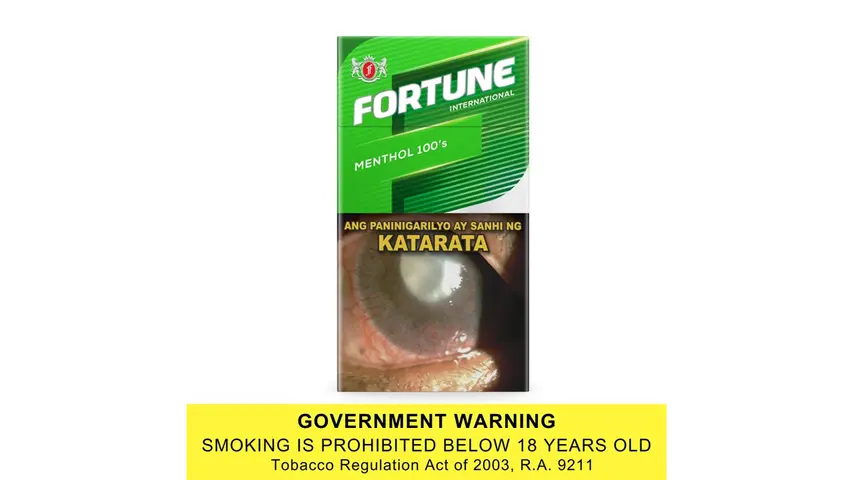 f
FORTUNE
INTERNATIONAL
MENTHOL 100's
ANG PANINIGARILYO AY SANHI NG
KATARATA
GOVERNMENT WARNING
SMOKING IS PROHIBITED BELOW 18 YEARS OLD
Tobacco Regulation Act of 2003, R.A. 9211